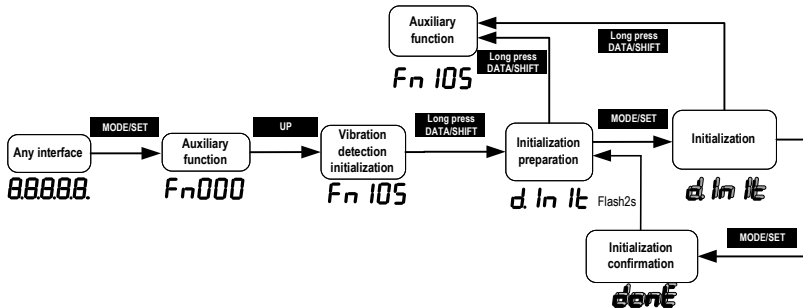 Auxiliary
function
Fn 105
Long press
DATA/SHIFT
Long press
DATA/SHIFT
MODE/SET
UP
Long press
DATA/SHIFT
MODE/SET
Any interface
8.8.8.8.8.
Auxiliary
function
Fn000
Vibration
detection
initialization
Fn 105
Initialization
preparation
d. In It
Initialization
d. In It
Flash2s
MODE/SET
Initialization
confirmation
donE